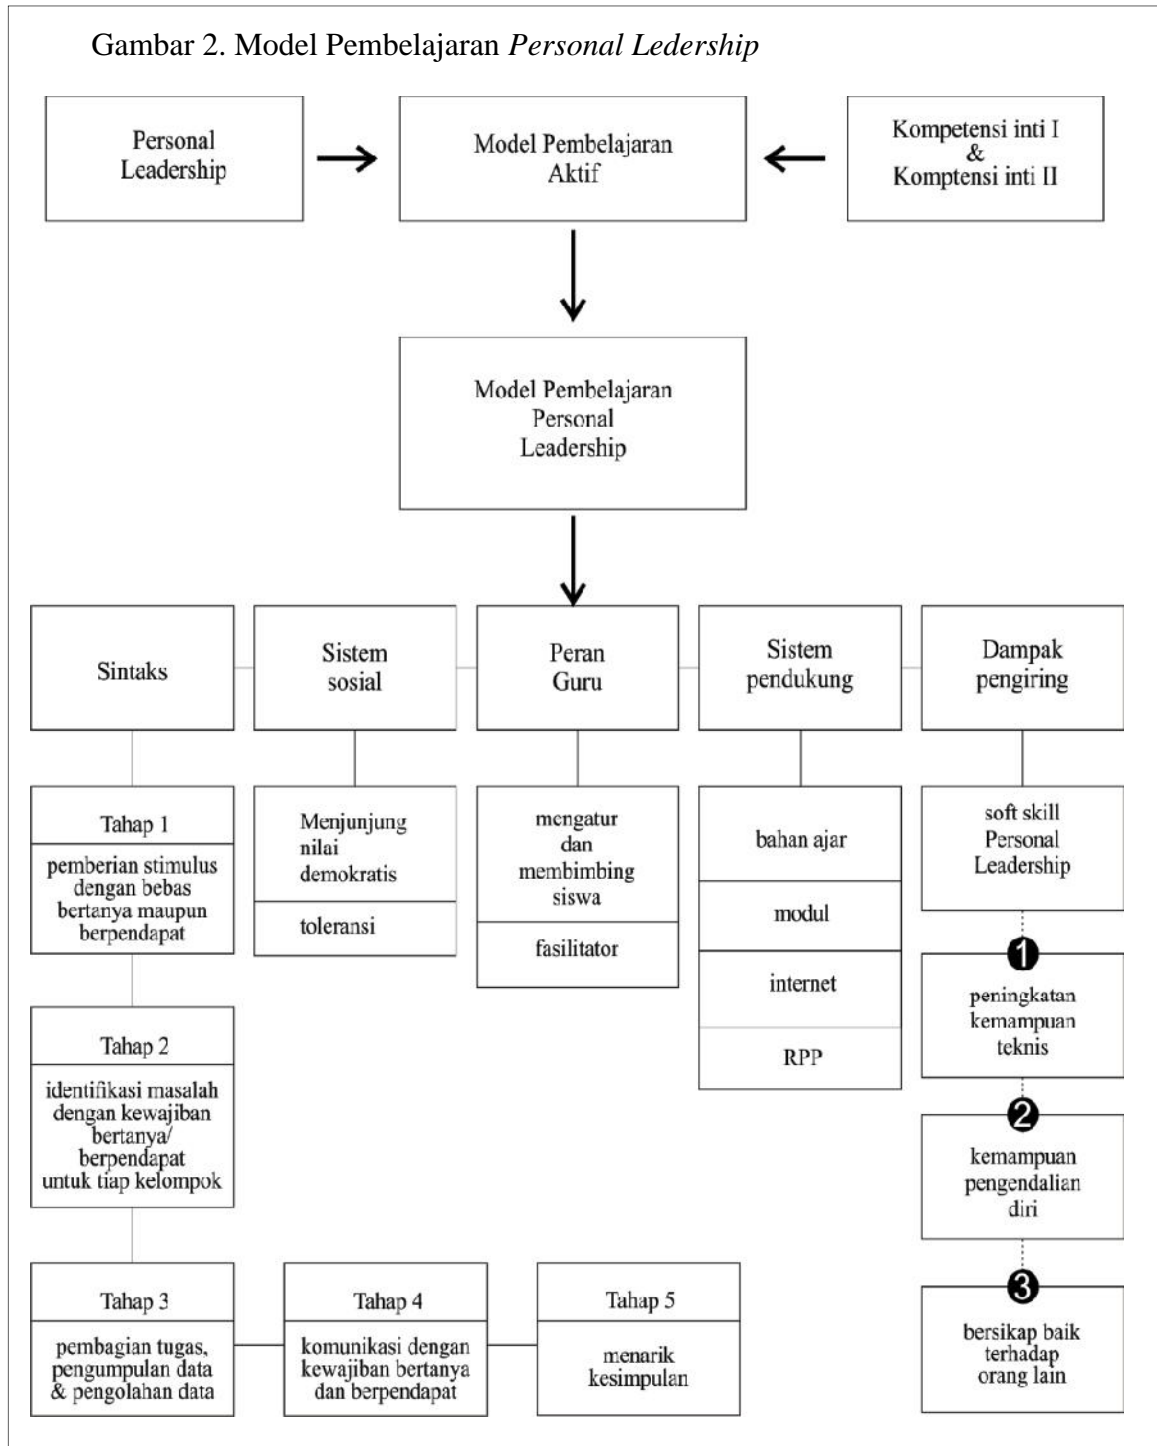 Gambar 2. Model Pembelajaran Personal Ledership
Personal
Leadership
Model Pembelajaran
Aktif
Kompetensi inti I
&
Komptensi inti II
Model Pembelajaran
Personal
Leadership
Sintaks
Sistem
sosial
Peran
Guru
Sistem
pendukung
Dampak
pengiring
Tahap 1
pemberian stimulus
dengan bebas
bertanya maupun
berpendapat
Tahap 2
identifikasi masalah
dengan kewajiban
bertanya/
berpendapat
untuk tiap kelompok
Tahap 3
pembagian tugas,
pengumpulan data
& pengolahan data
Tahap 4
komunikasi dengan
kewajiban bertanya
dan berpendapat
Tahap 5
menarik
kesimpulan
Menjunjung
nilai
demokratis
toleransi
mengatur
dan
membimbing
siswa
fasilitator
bahan ajar
modul
internet
RPP
soft skill
Personal
Leadership
1
peningkatan
kemampuan
teknis
2
kemampuan
pengendalian
diri
3
bersikap baik
terhadap
orang lain